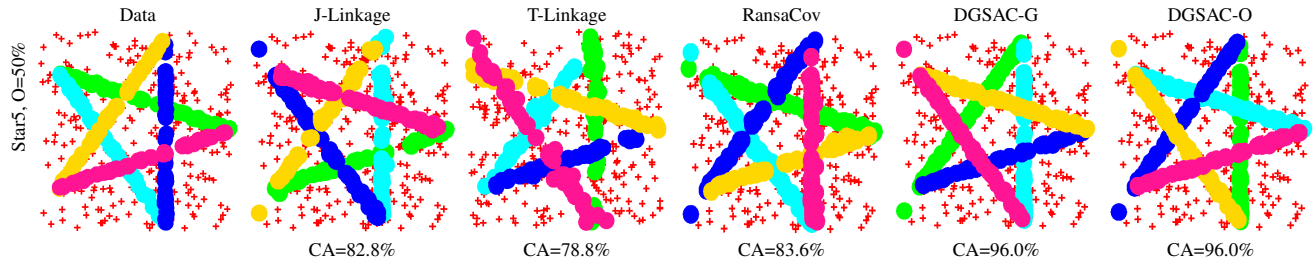 Data J-Linkage T-Linkage RansaCov DGSAC-G DGSAC-O
Star5, O=50%
CA=82.8% CA=78.8% CA=83.6% CA=96.0% CA=96.0%